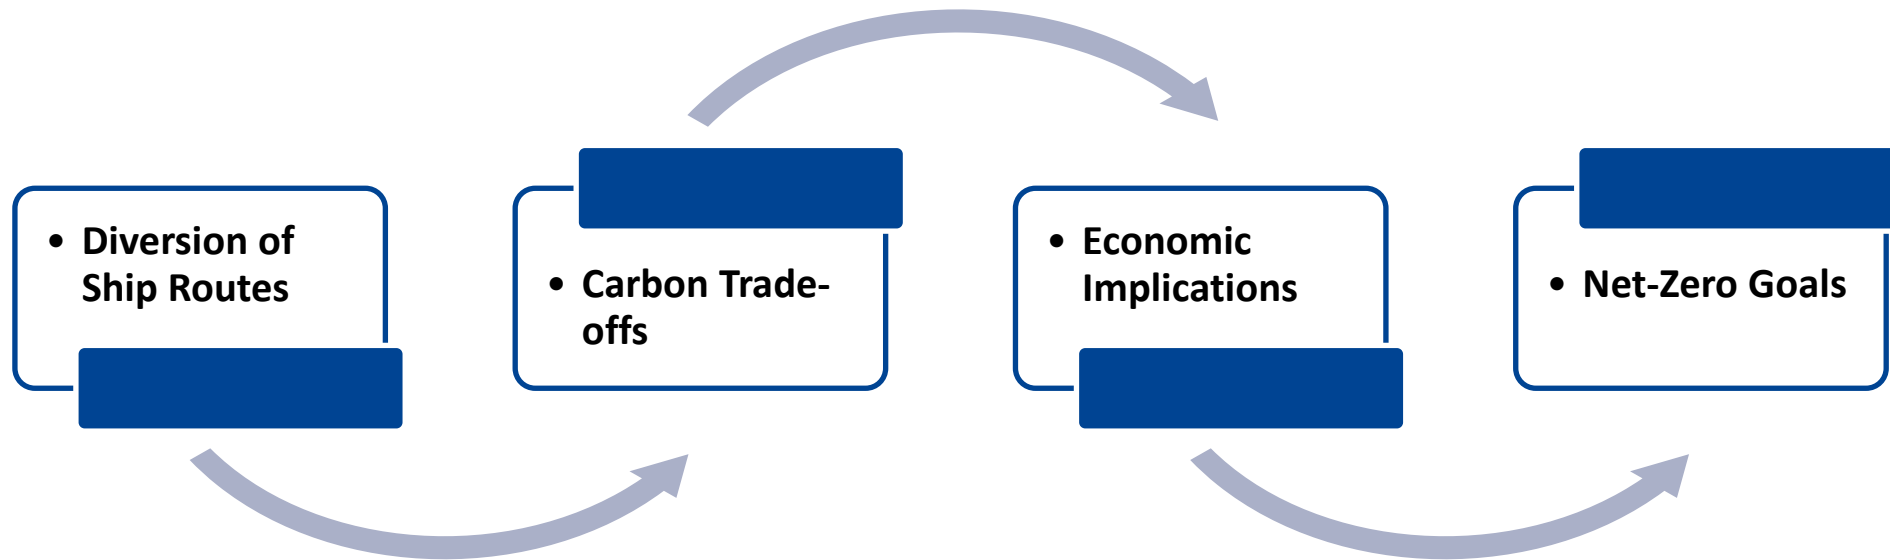 • Diversion of
Ship Routes
• Carbon Trade-
offs
• Economic
Implications
• Net-Zero Goals